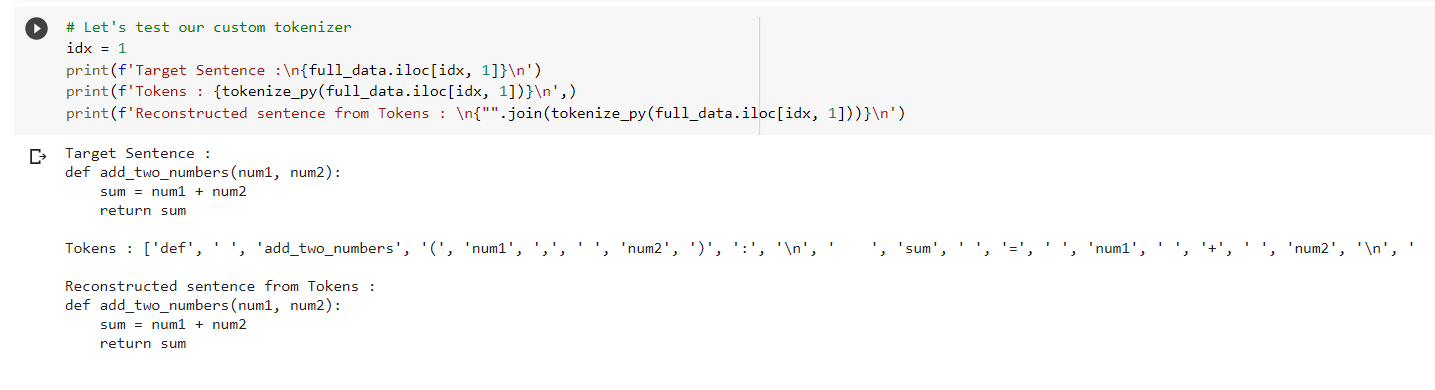 # Let's test our custom tokenizer
idx = 1
print(f'Target Sentence :\n{full_data.iloc[idx, 1]}\n')
print(f'Tokens : {tokenize_py(full_data.iloc[idx, 1])}\n',)
print(f'Reconstructed sentence from Tokens : \n{"".join(tokenize_py(full_data.iloc[idx, 1]))}\n')
Target Sentence :
def add_two_numbers(num1, num2):
    sum = num1 + num2
    return sum
Tokens : ['def', ' ', 'add_two_numbers', '(', 'num1', ',', ' ', 'num2', ')', ':', '\n', '    ', 'sum', ' ', '=', ' ', 'num1', ' ', '+', ' ', 'num2', '\n', '
Reconstructed sentence from Tokens :
def add_two_numbers(num1, num2):
    sum = num1 + num2
    return sum